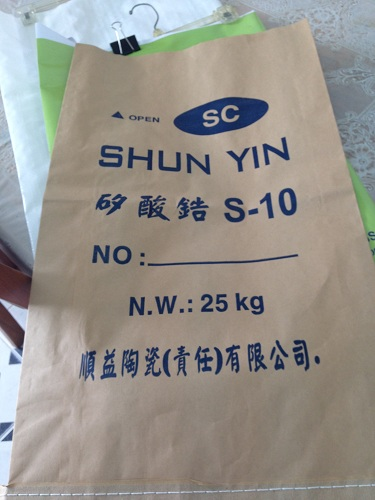 ▲ OPEN SC
SHUN YIN
矽酸鋯 S-10
NO:
N.W.: 25 kg
順益陶瓷(責任)有限公司.